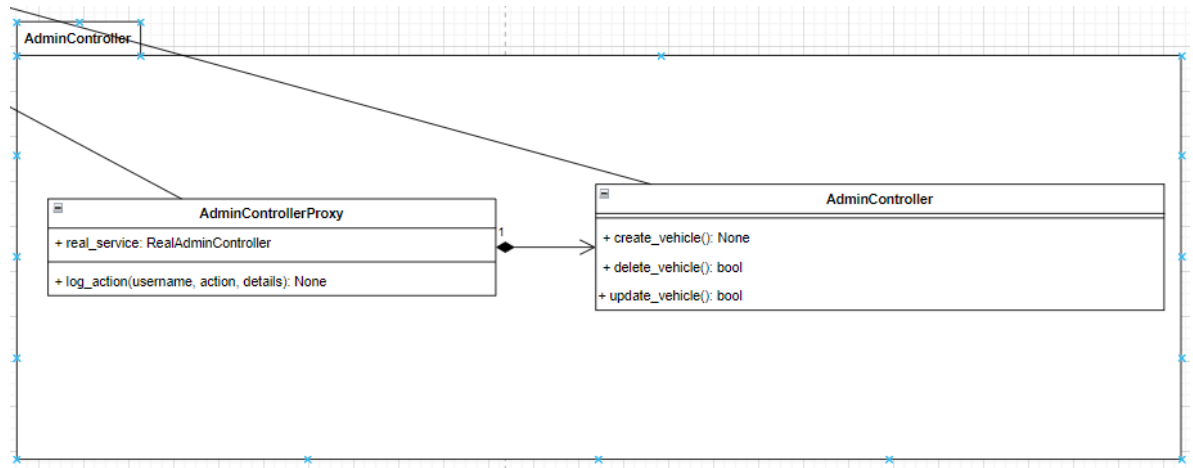 AdminController
AdminControllerProxy
+ real_service: RealAdminController
+ log_action(username, action, details): None
1
AdminController
+ create_vehicle(): None
+ delete_vehicle(): bool
+ update_vehicle(): bool